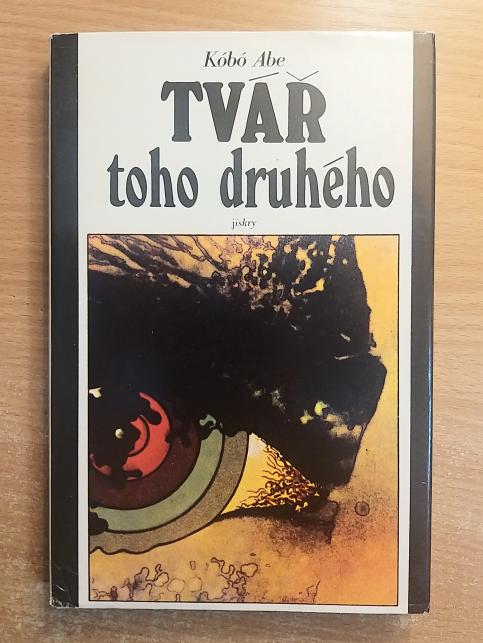 Kóbó Abe
TVÁŘ
toho druhého
jiskry